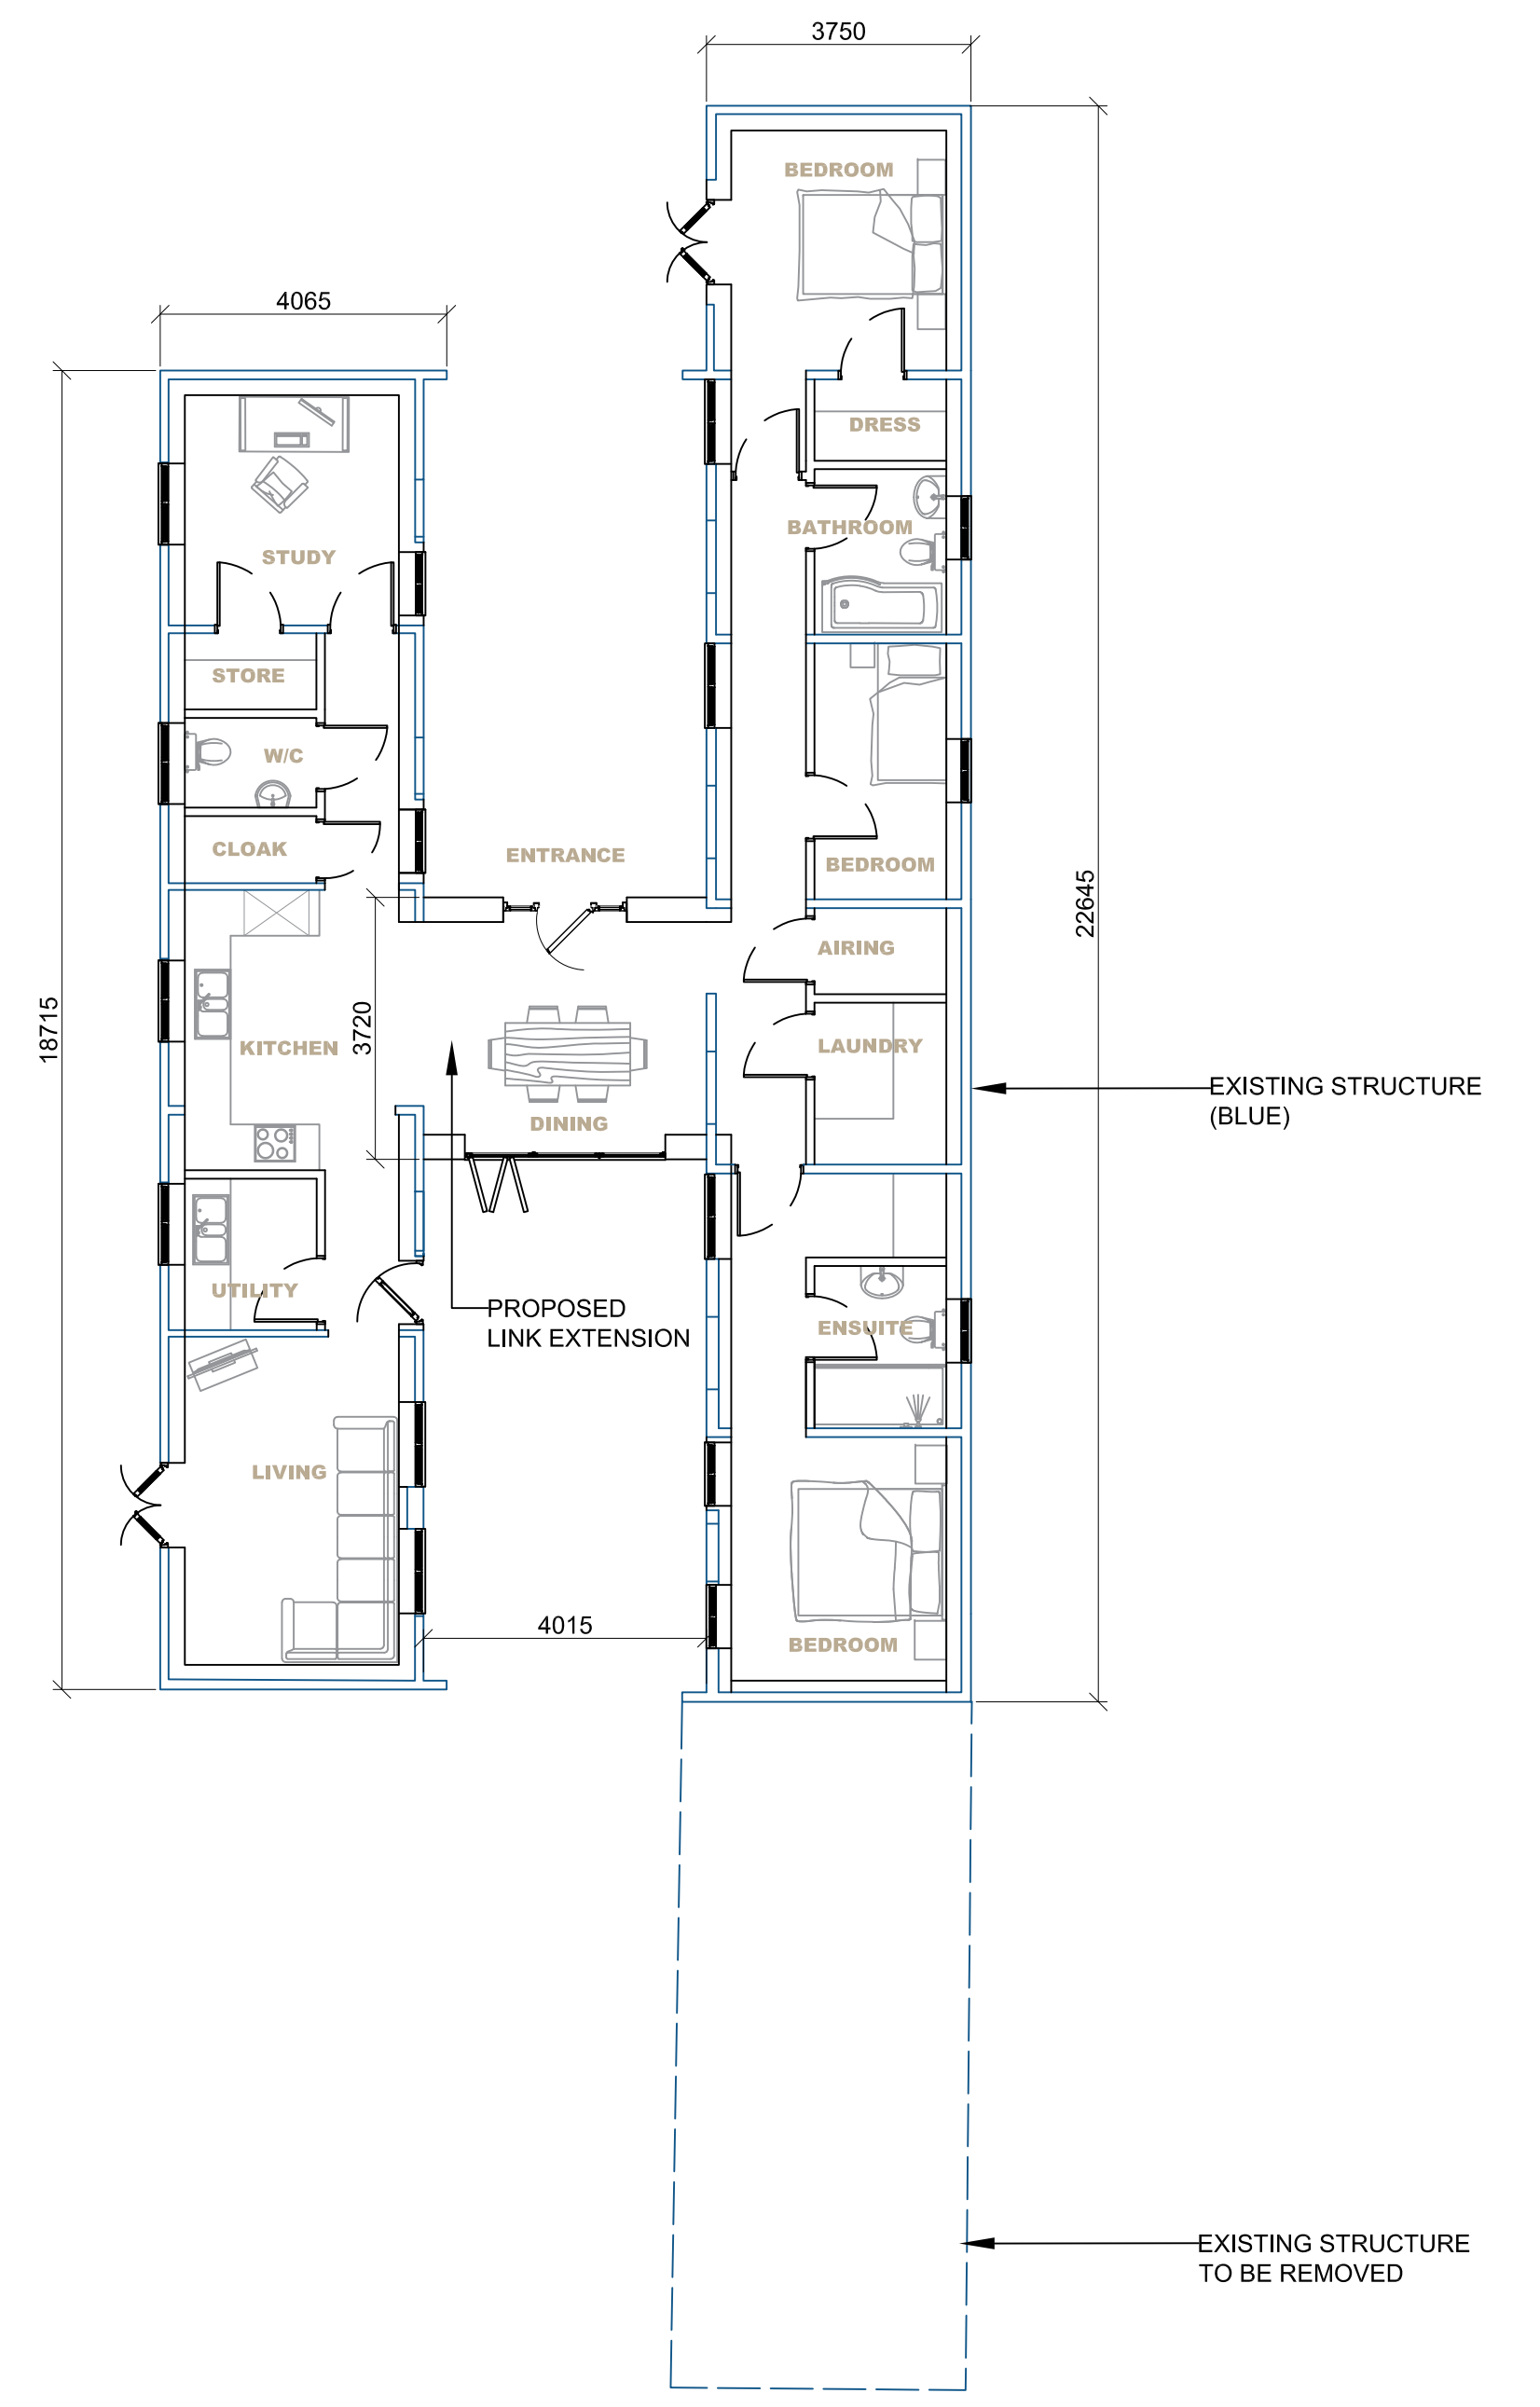 3750
BEDROOM
4065
DRESS
BATHROOM
STUDY
STORE
W/C
CLOAK
ENTRANCE
BEDROOM
22645
AIRING
18715
KITCHEN
3720
LAUNDRY
EXISTING STRUCTURE
(BLUE)
DINING
UTILITY
PROPOSED
LINK EXTENSION
ENSUITE
LIVING
4015
BEDROOM
EXISTING STRUCTURE
TO BE REMOVED